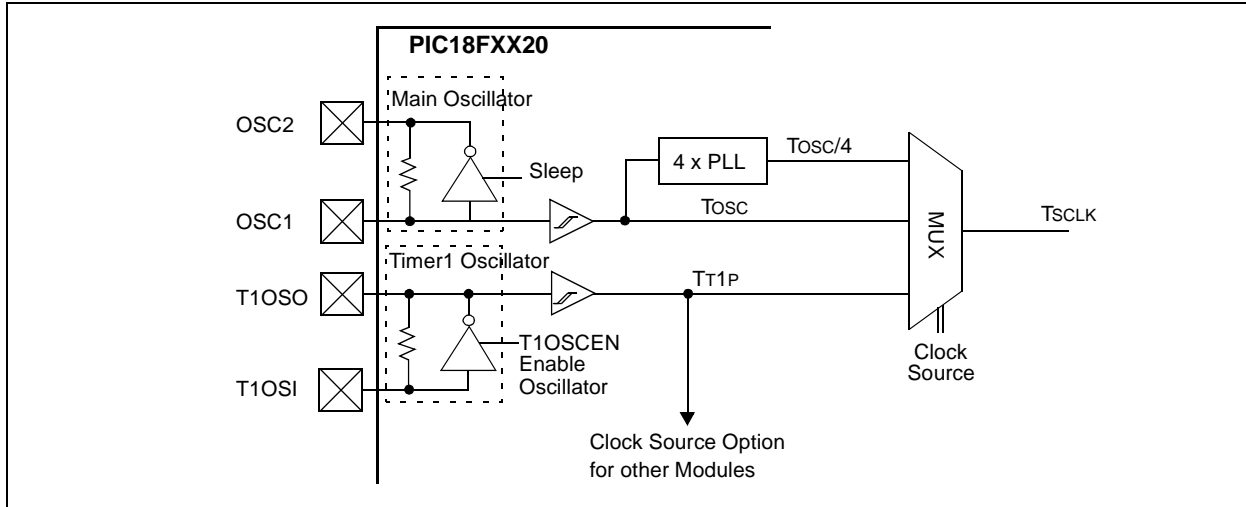 PIC18FXX20
Main Oscillator
OSC2
Sleep
4 x PLL
TOSC/4
OSC1
TOSC
MUX
TSCLK
Timer1 Oscillator
T1OSO
TT1P
T1OSCEN
Enable
Oscillator
T1OSI
Clock
Source
Clock Source Option
for other Modules